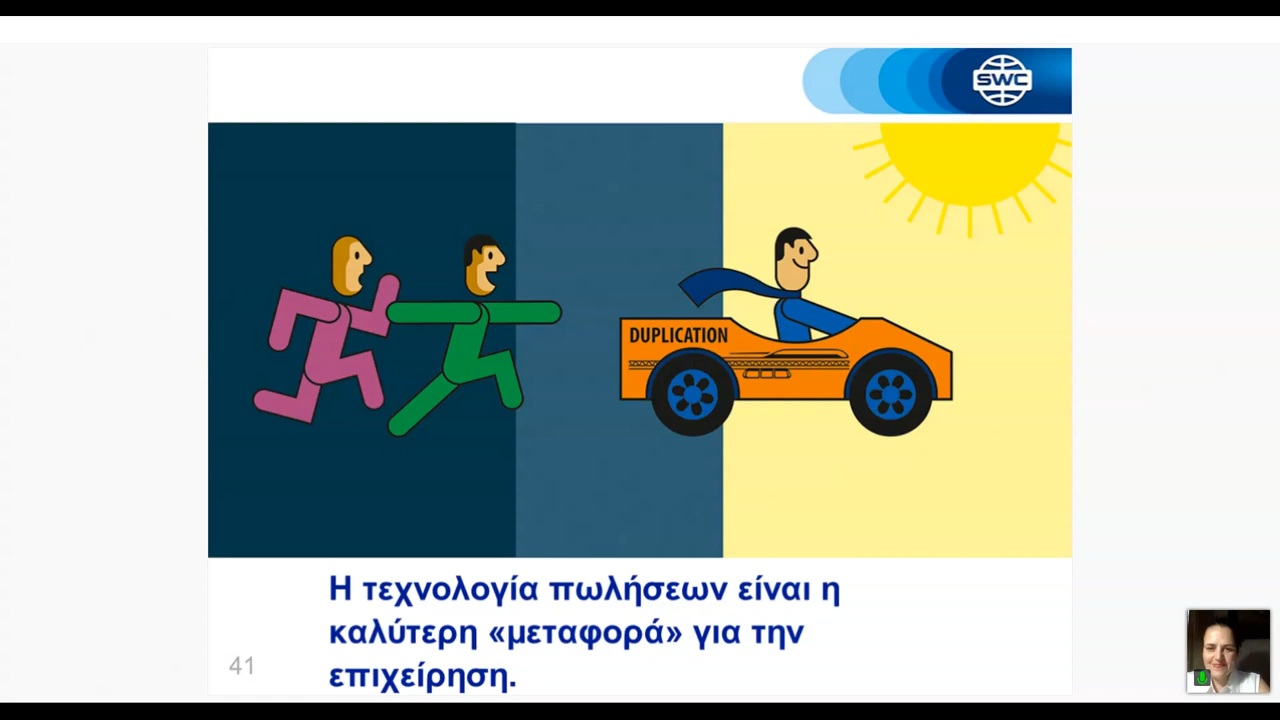 SWC
DUPLICATION
Η τεχνολογία πωλήσεων είναι η
καλύτερη «μεταφορά» για την
επιχείρηση.
41